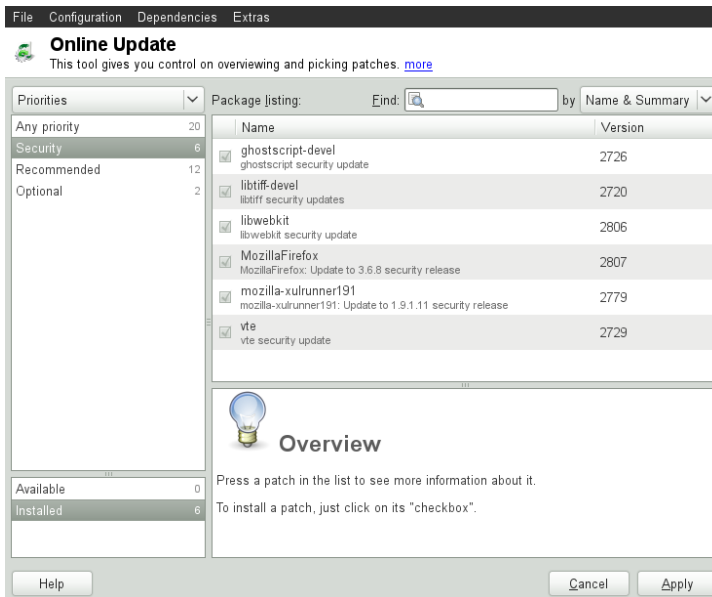 File Configuration Dependencies Extras
Online Update
This tool gives you control on overviewing and picking patches. more
Priorities
Package listing: Find: by Name & Summary
Any priority 20
Security 6
Recommended 12
Optional 2
Name Version
ghostscript-devel 2726
ghostscript security update
libtiff-devel 2720
libtiff security updates
libwebkit 2806
libwebkit security update
MozillaFirefox 2807
MozillaFirefox: Update to 3.6.8 security release
mozilla-xulrunner191 2779
mozilla-xulrunner191: Update to 1.9.1.11 security release
vte 2729
vte security update
Overview
Press a patch in the list to see more information about it.
To install a patch, just click on its "checkbox".
Available 0
Installed 6
Help Cancel Apply